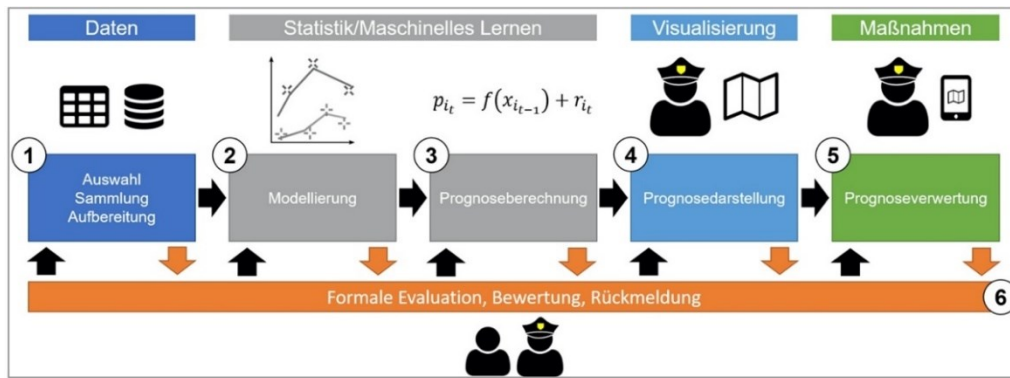 Daten
Statistik/Maschinelles Lernen
Visualisierung
Maßnahmen
p_{i_t} = f(x_{i_{t-1}}) + r_{i_t}
1
Auswahl
Sammlung
Aufbereitung
2
Modellierung
3
Prognoseberechnung
4
Prognosedarstellung
5
Prognoseverwertung
Formale Evaluation, Bewertung, Rückmeldung
6